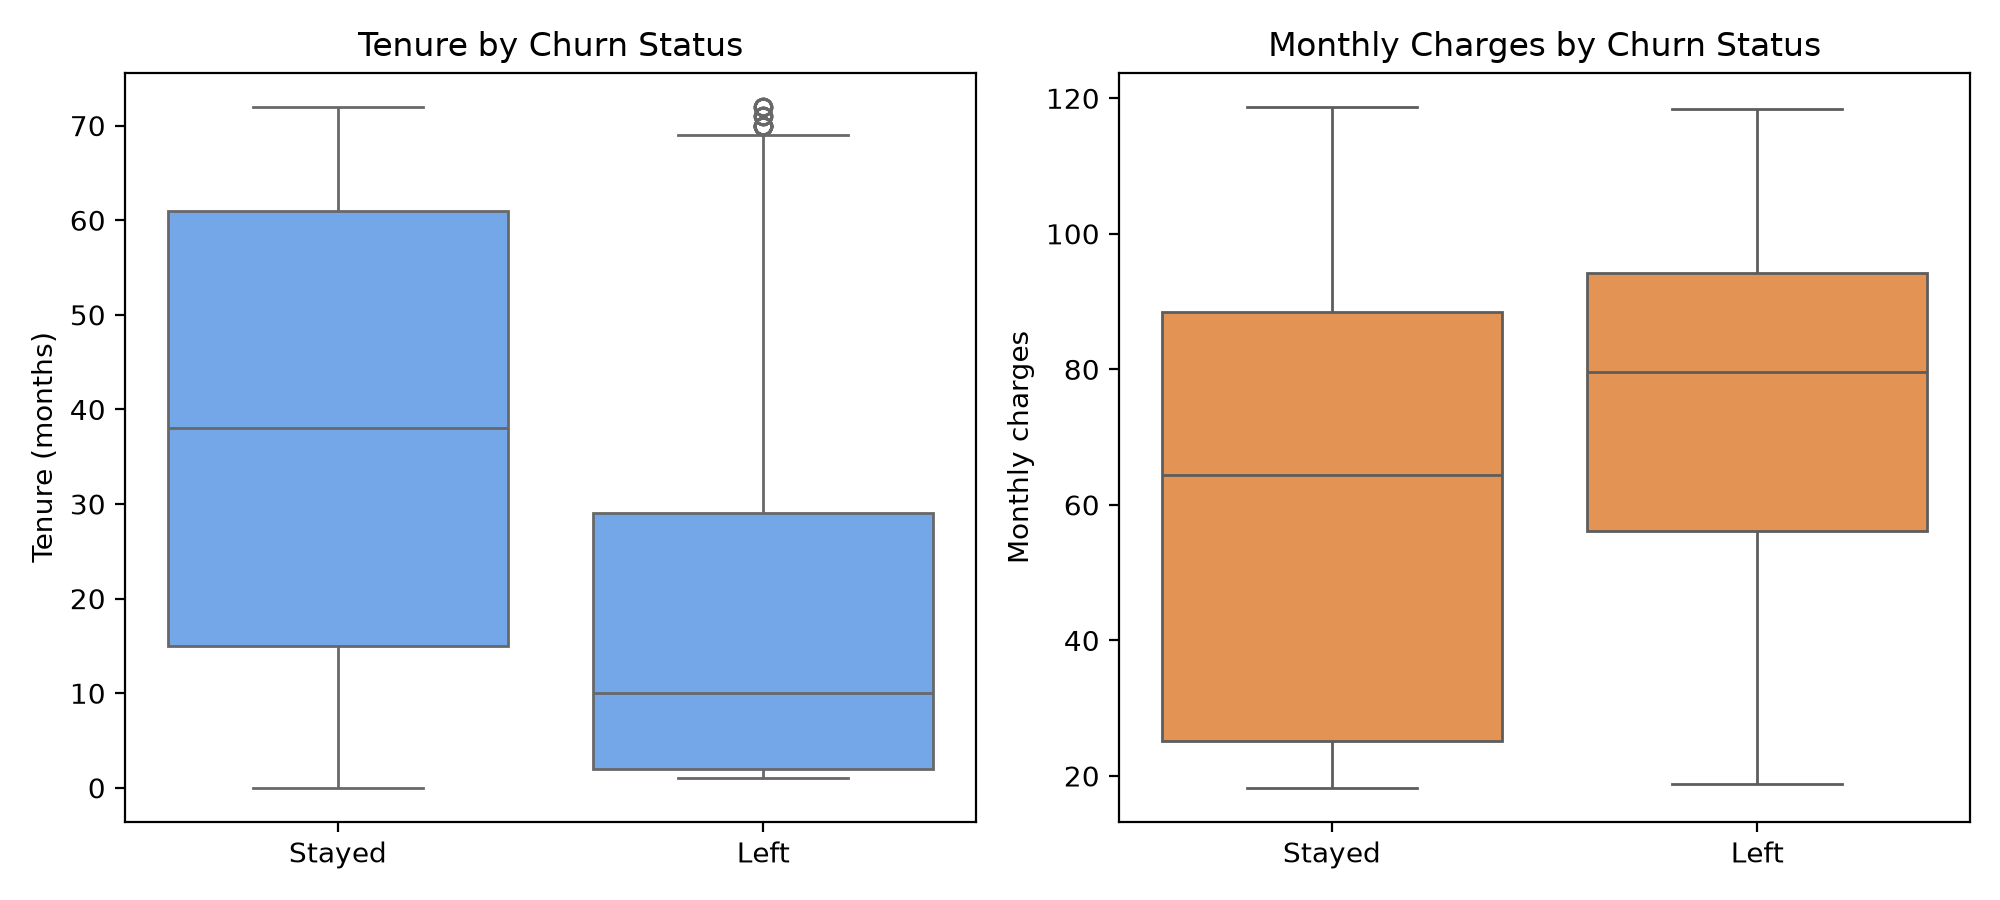 Tenure by Churn Status
Tenure (months)
70
60
50
40
30
20
10
0
Stayed
Left
Monthly Charges by Churn Status
Monthly charges
120
100
80
60
40
20
Stayed
Left